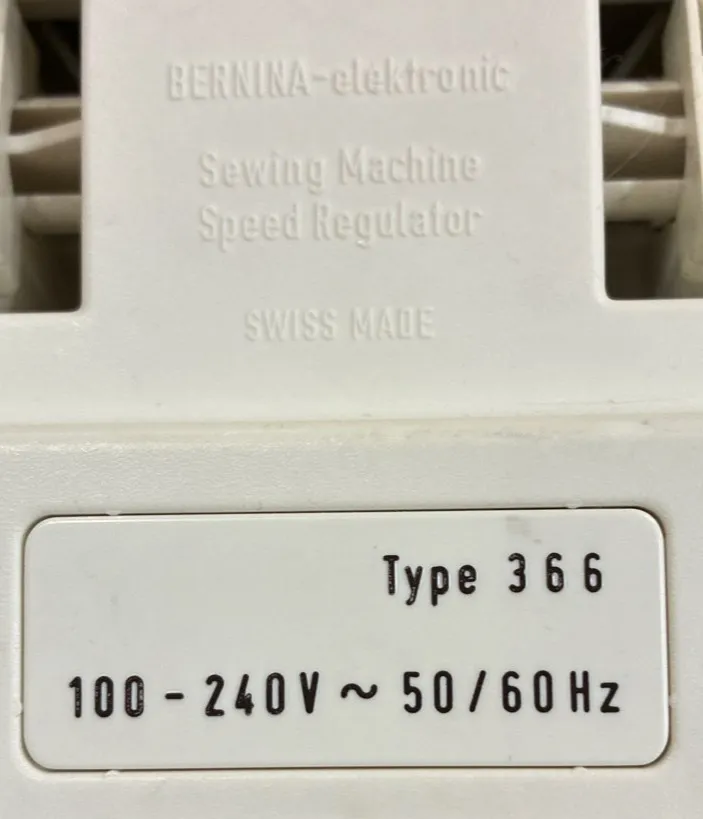 BERNINA-elektronic
Sewing Machine
Speed Regulator
SWISS MADE
Type 366
100-240V ~ 50/60Hz